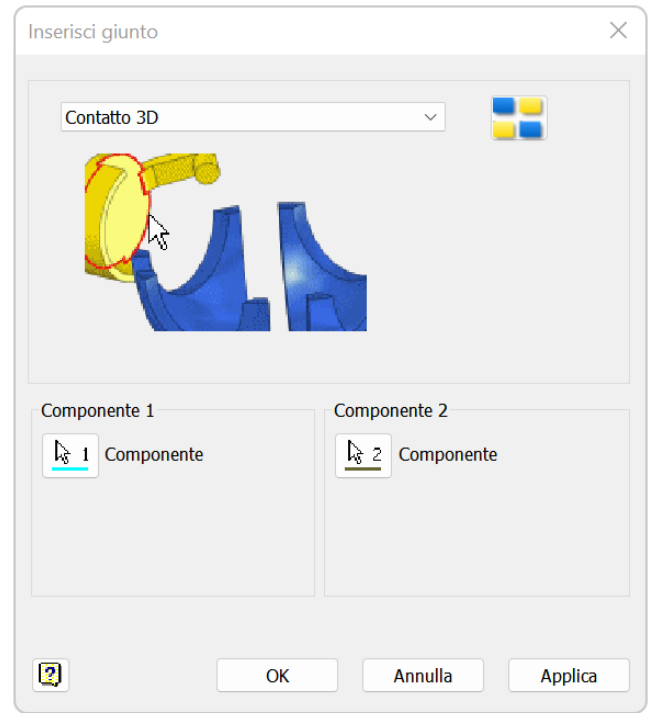 Inserisci giunto
Contatto 3D
Componente 1
1 Componente
Componente 2
2 Componente
?
OK
Annulla
Applica